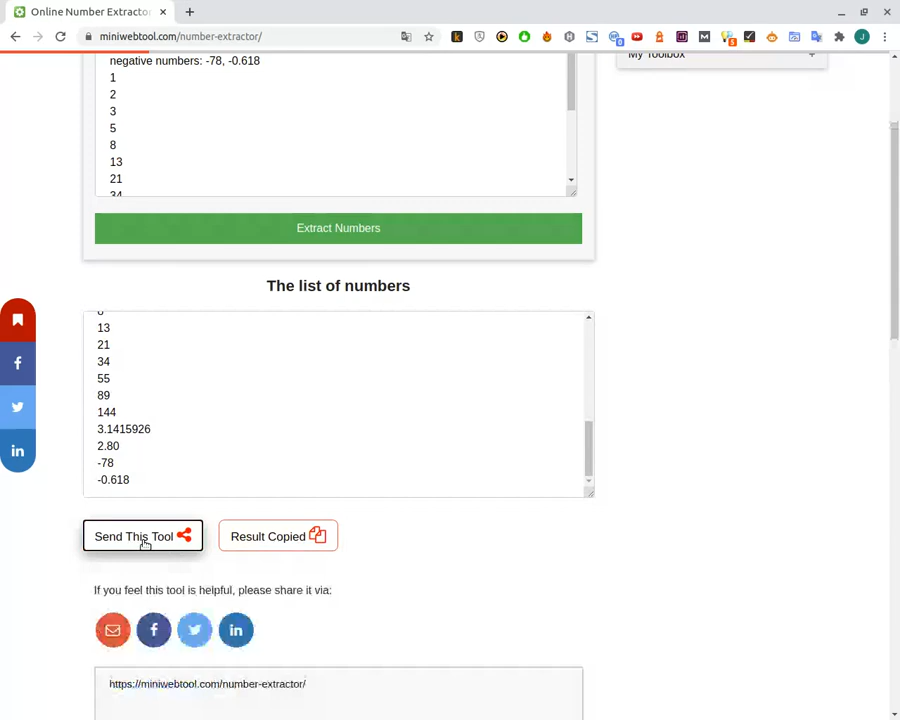 Online Number Extractor
miniwebtool.com/number-extractor/
negative numbers: -78, -0.618
My Toolbox
+
1
2
3
5
8
13
21
34
Extract Numbers
The list of numbers
8
13
21
34
55
89
144
3.1415926
2.80
-78
-0.618
Send This Tool
Result Copied
If you feel this tool is helpful, please share it via:
https://miniwebtool.com/number-extractor/